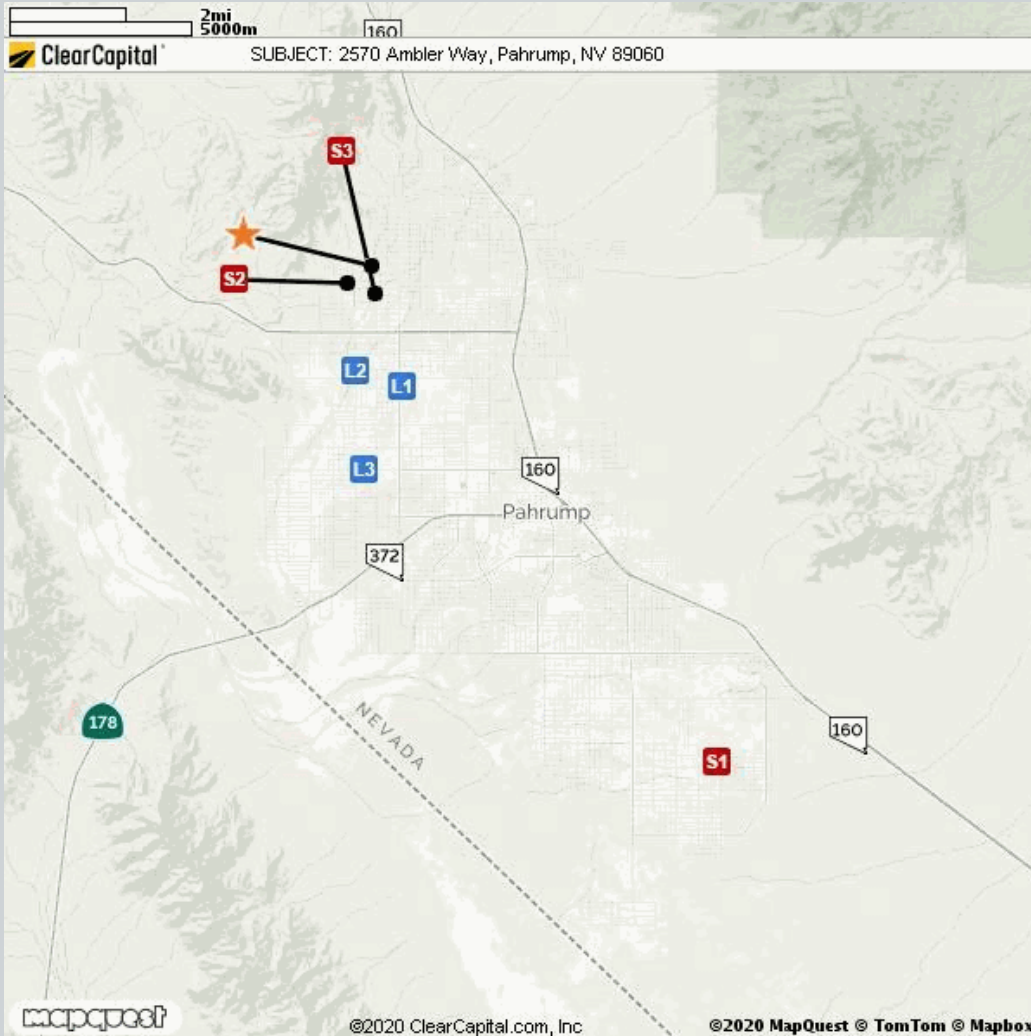 2mi
5000m
160
ClearCapital
SUBJECT: 2570 Ambler Way, Pahrump, NV 89060
S3
S2
L2
L1
L3
160
Pahrump
372
178
NEVADA
160
S1
mapquest
©2020 ClearCapital.com, Inc
©2020 MapQuest © TomTom © Mapbox